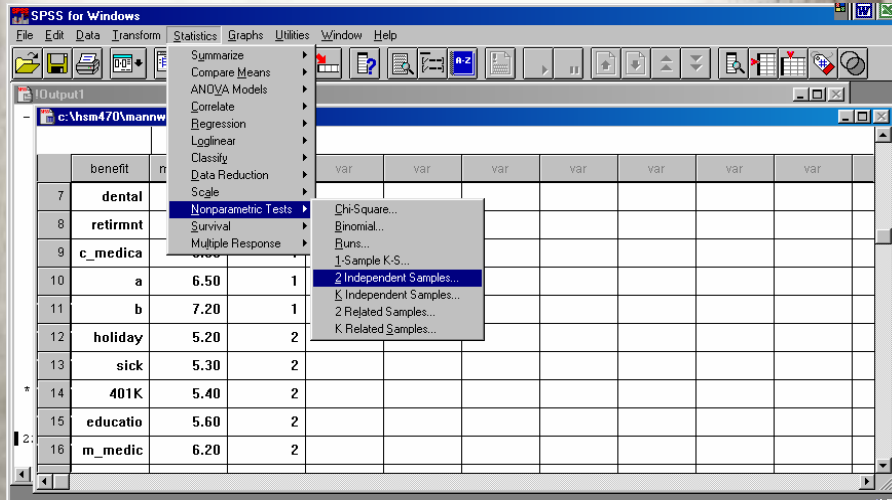 SPSS for Windows
File Edit Data Transform Statistics Graphs Utilities Window Help
!Output1
c:\hsm470\mannw
Summarize
Compare Means
ANOVA Models
Correlate
Regression
Loglinear
Classify
Data Reduction
Scale
Nonparametric Tests
Survival
Multiple Response
Chi-Square...
Binomial...
Runs...
1-Sample K-S...
2 Independent Samples...
K Independent Samples...
2 Related Samples...
K Related Samples...
benefit var var var var var var var
7 dental
8 retirmnt
9 c_medica
10 a 6.50 1
11 b 7.20 1
12 holiday 5.20 2
13 sick 5.30 2
14 401K 5.40 2
15 educatio 5.60 2
16 m_medic 6.20 2